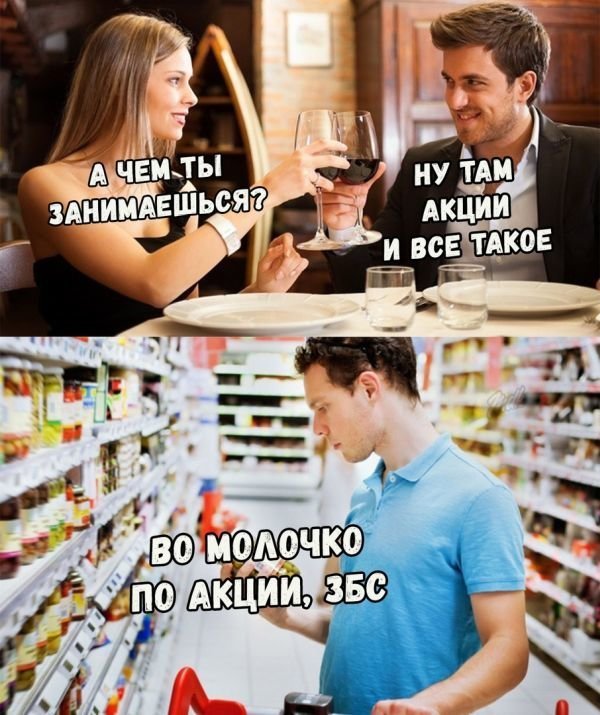 А ЧЕМ ТЫ
ЗАНИМАЕШЬСЯ?
НУ ТАМ
АКЦИИ
И ВСЕ ТАКОЕ
ВО МОЛОЧКО
ПО АКЦИИ, ЗБС